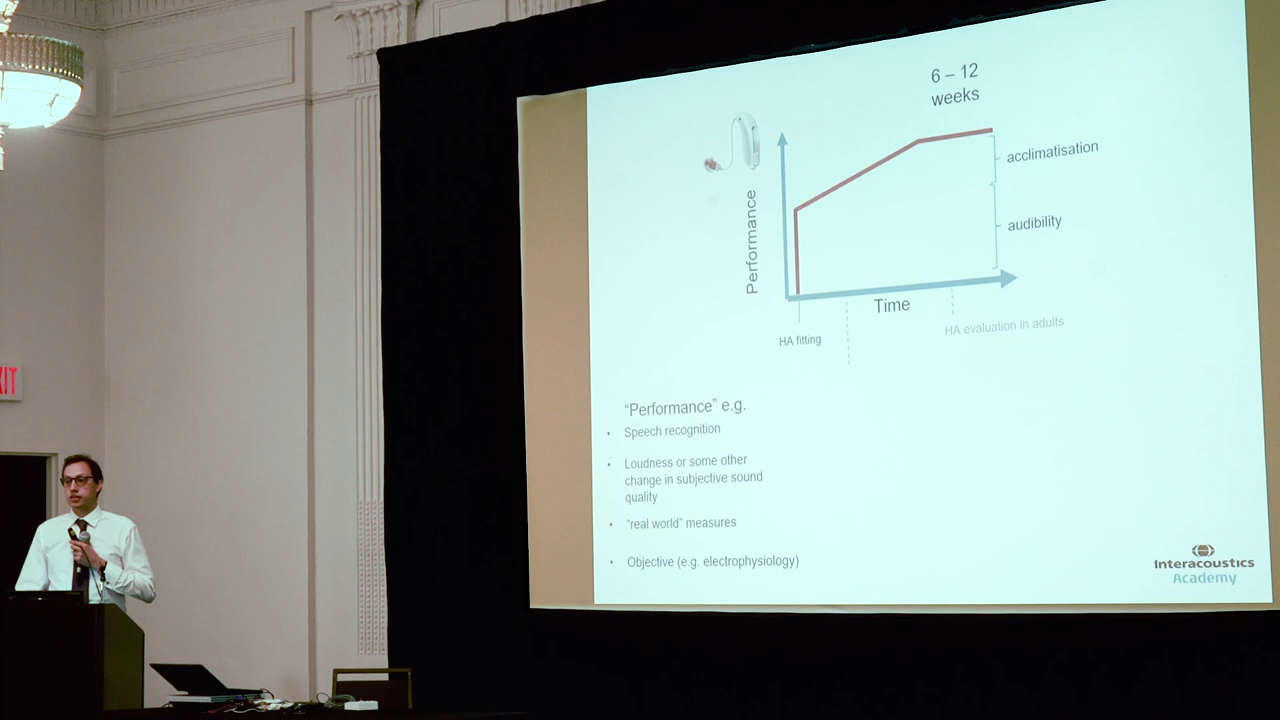 6 – 12
weeks
acclimatisation
audibility
Performance
Time
HA fitting
HA evaluation in adults
"Performance" e.g.
• Speech recognition
• Loudness or some other
change in subjective sound
quality
• "real world" measures
• Objective (e.g. electrophysiology)
Interacoustics
Academy